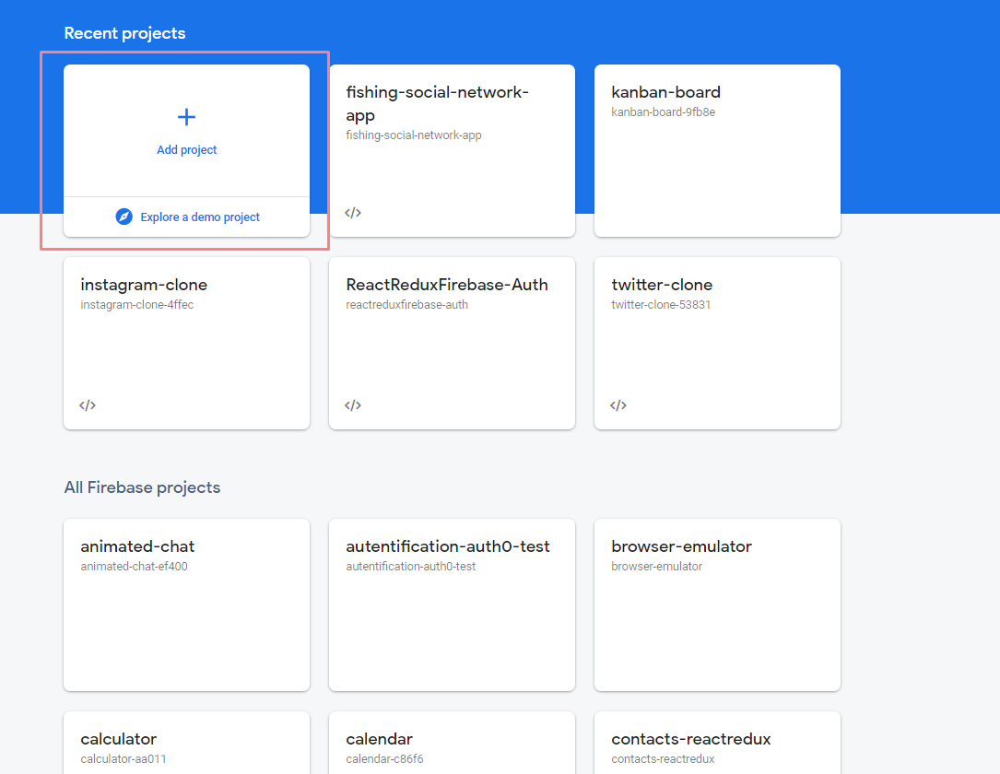 Recent projects
Add project
Explore a demo project
fishing-social-network-
app
fishing-social-network-app
</>
kanban-board
kanban-board-9fb8e
instagram-clone
instagram-clone-4ffec
</>
ReactReduxFirebase-Auth
reactreduxfirebase-auth
</>
twitter-clone
twitter-clone-53831
</>
All Firebase projects
animated-chat
animated-chat-ef400
autentification-auth0-test
autentification-auth0-test
browser-emulator
browser-emulator
calculator
calculator-aa011
calendar
calendar-c86f6
contacts-reactredux
contacts-reactredux